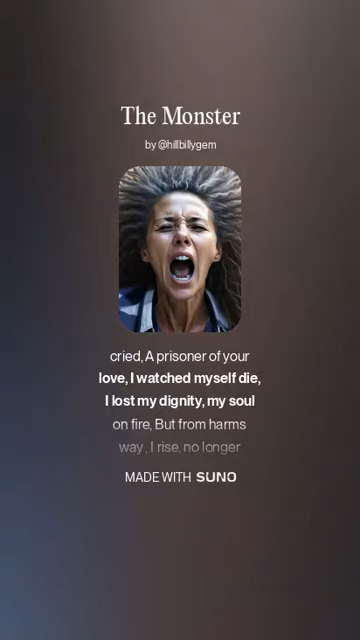 The Monster
by @hillbillygem
cried, A prisoner of your
love, I watched myself die,
I lost my dignity, my soul
on fire, But from harms
way , I rise, no longer
MADE WITH SUNO